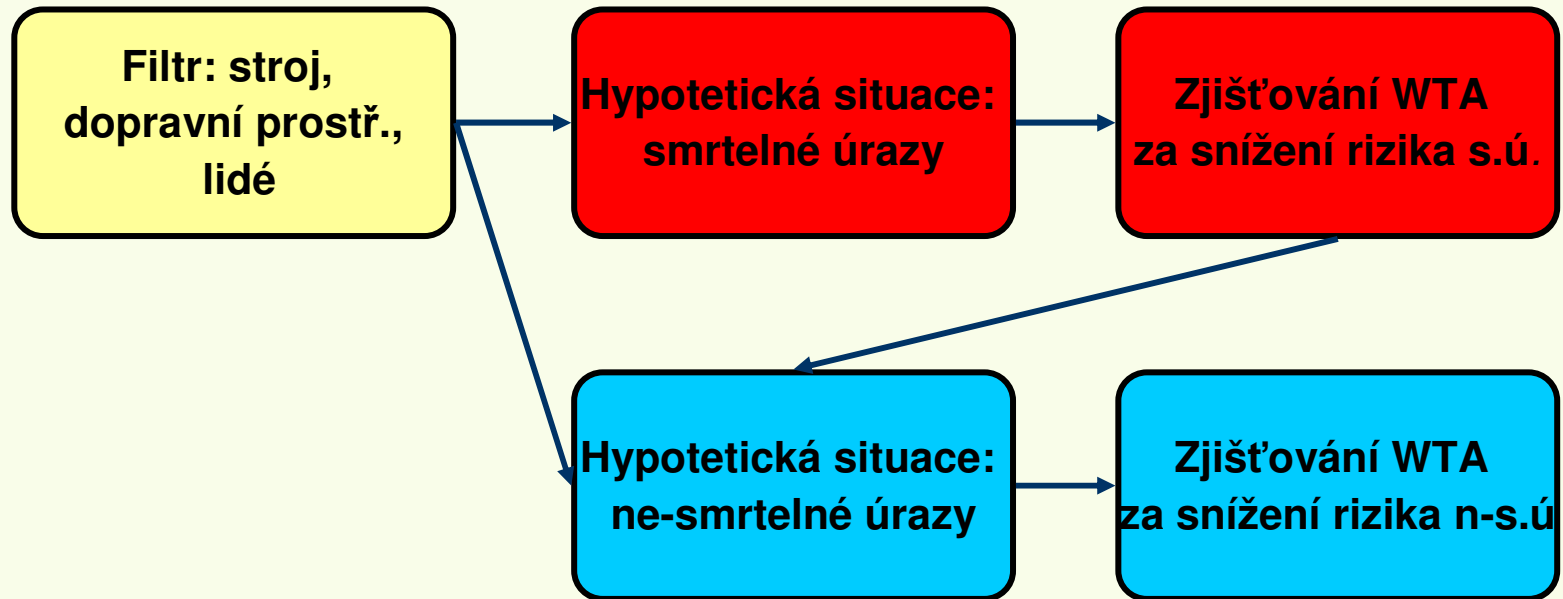 Filtr: stroj,
dopravní prostř.,
lidé
Hypotetická situace:
smrtelné úrazy
Zjišťování WTA
za snížení rizika s.ú.
Hypotetická situace:
ne-smrtelné úrazy
Zjišťování WTA
za snížení rizika n-s.ú